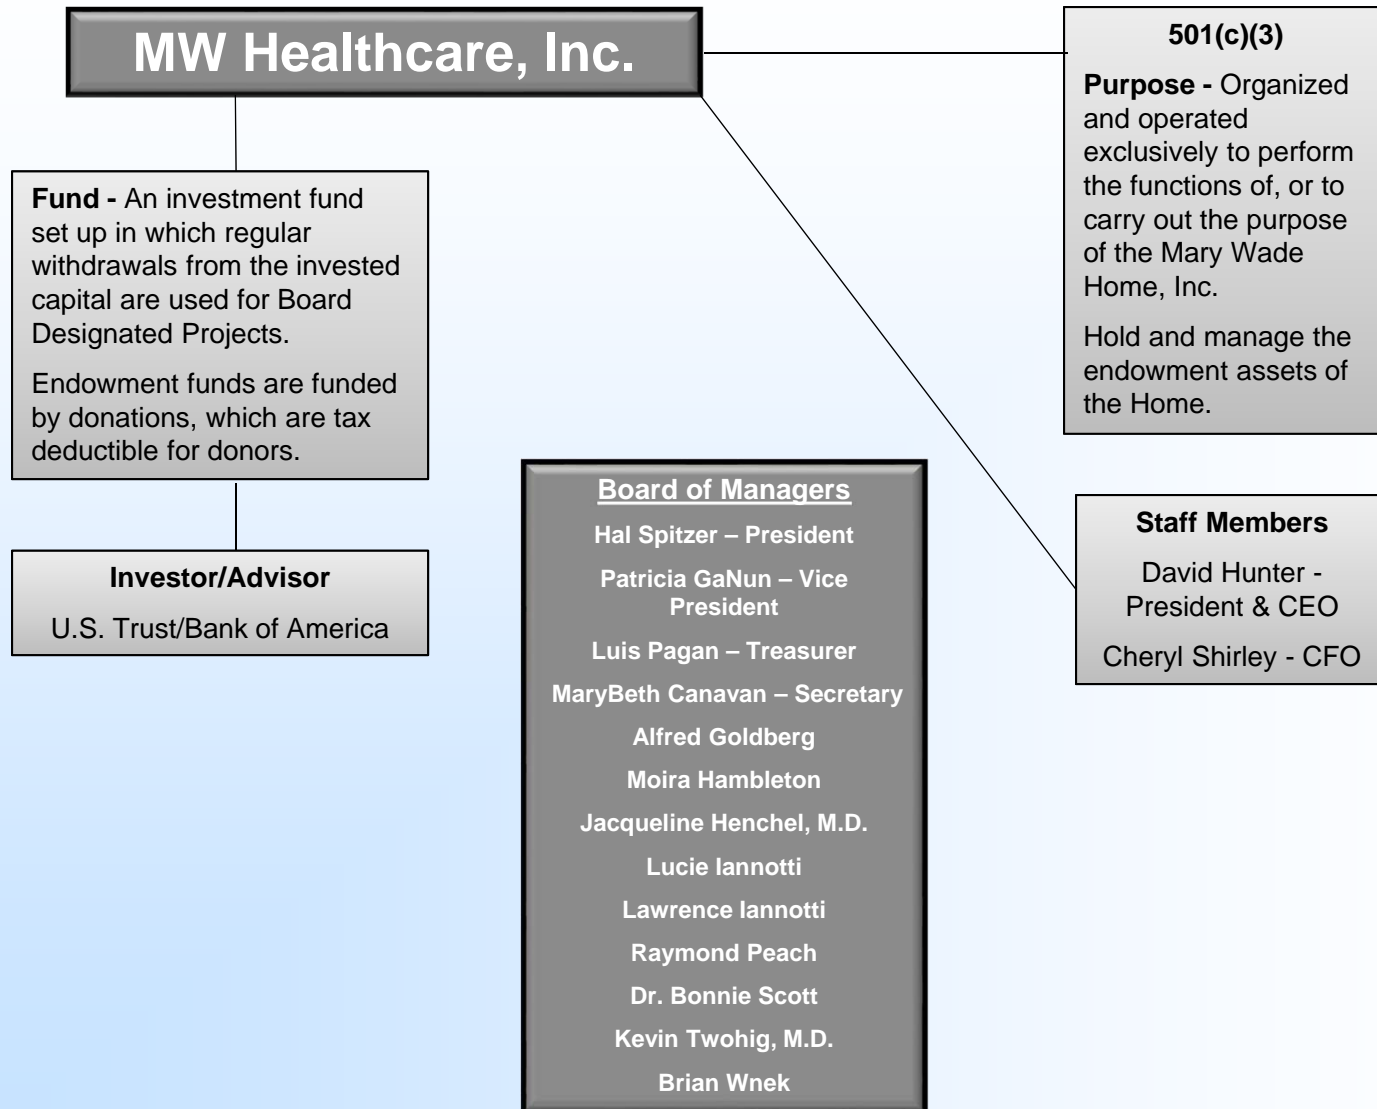 MW Healthcare, Inc.
501(c)(3)
Purpose - Organized
and operated
exclusively to perform
the functions of, or to
carry out the purpose
of the Mary Wade
Home, Inc.
Hold and manage the
endowment assets of
the Home.
Fund - An investment fund
set up in which regular
withdrawals from the invested
capital are used for Board
Designated Projects.
Endowment funds are funded
by donations, which are tax
deductible for donors.
Investor/Advisor
U.S. Trust/Bank of America
Board of Managers
Hal Spitzer – President
Patricia GaNun – Vice
President
Luis Pagan – Treasurer
MaryBeth Canavan – Secretary
Alfred Goldberg
Moira Hambleton
Jacqueline Henchel, M.D.
Lucie Iannotti
Lawrence Iannotti
Raymond Peach
Dr. Bonnie Scott
Kevin Twohig, M.D.
Brian Wnek
Staff Members
David Hunter -
President & CEO
Cheryl Shirley - CFO